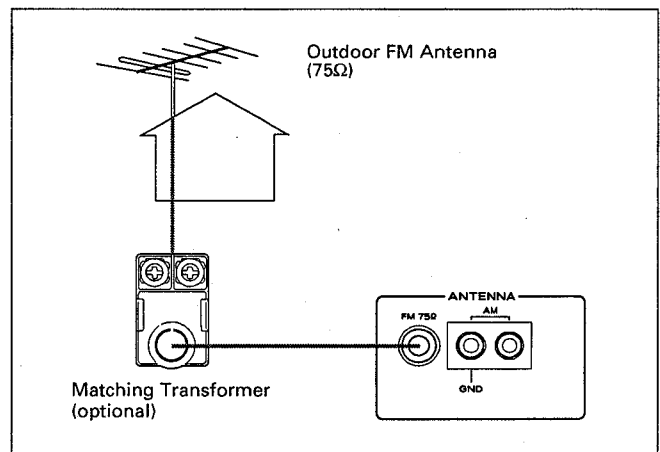 Outdoor FM Antenna
(75Ω)
ANTENNA
FM 75Ω
AM
GND
Matching Transformer
(optional)